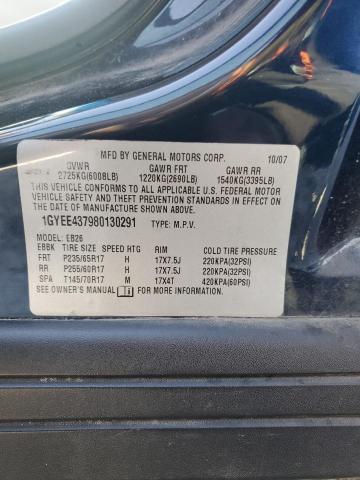 MFD BY GENERAL MOTORS CORP. 10/07
GVWR GAWR FRT GAWR RR
2725KG(6008LB) 1220KG(2690LB) 1540KG(3395LB)
THIS VEHICLE CONFORMS TO ALL APPLICABLE U.S. FEDERAL MOTOR
VEHICLE SAFETY AND THEFT PREVENTION STANDARDS IN EFFECT ON
THE DATE OF MANUFACTURE SHOWN ABOVE.
1GYEE437980130291 TYPE: M.P.V.
MODEL: EB26
EBBK TIRE SIZE SPEED HTG RIM COLD TIRE PRESSURE
FRT P235/65R17 H 17X7.5J 220KPA(32PSI)
RR P255/60R17 H 17X7.5J 220KPA(32PSI)
SPA T145/70R17 M 17X4T 420KPA(60PSI)
SEE OWNER'S MANUAL FOR MORE INFORMATION.